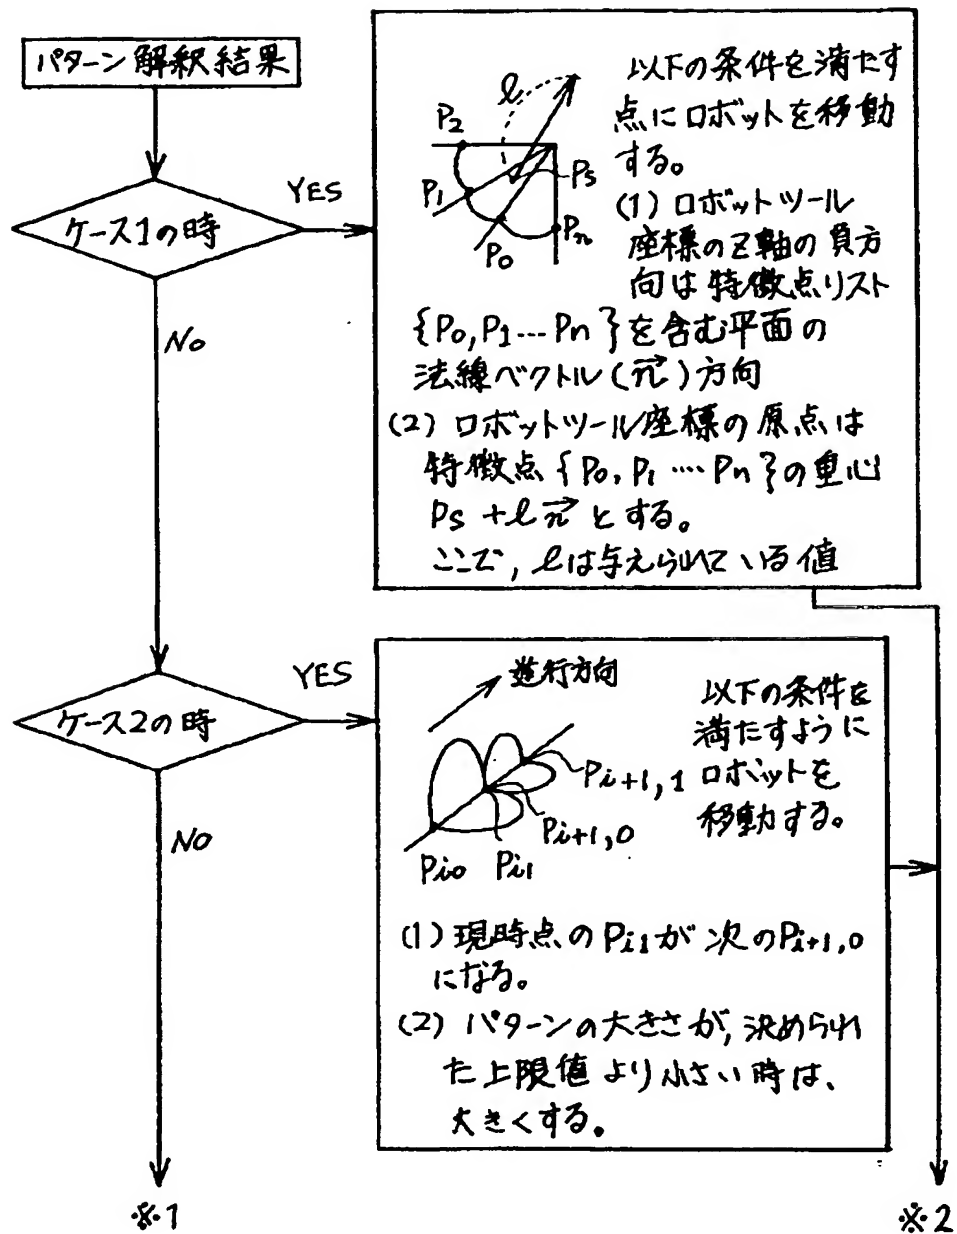 パターン解釈結果
ケース1の時
YES
NO
以下の条件を満たす
点にロボットを移動
する。
ℓ
P2
P1
P0
Ps
Pn
(1) ロボットツール
座標のZ軸の負方
向は特徴点リスト
{P0,P1...Pn}を含む平面の
法線ベクトル(n→)方向
(2) ロボットツール座標の原点は
特徴点{P0,P1....Pn}の重心
Ps+ℓn→とする。
ここで,ℓは与えられている値
ケース2の時
YES
NO
進行方向
以下の条件を
満たすように
ロボットを
移動する。
Pi+1,1
Pi+1,0
Pi0 Pi1
(1) 現時点のPi1が次のPi+1,0
になる。
(2) パターンの大きさが,決められ
た上限値より小さい時は、
大きくする。
※1
※2